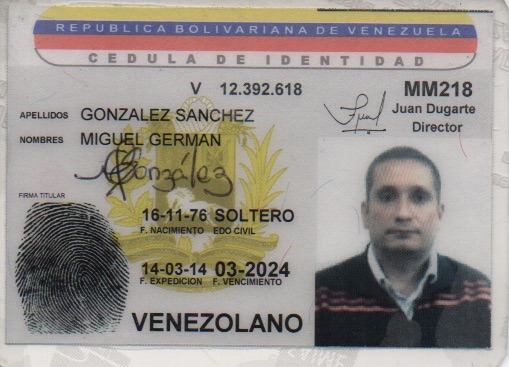 REPUBLICA BOLIVARIANA DE VENEZUELA
CEDULA DE IDENTIDAD
V 12.392.618
MM218
Juan Dugarte
Director
APELLIDOS GONZALEZ SANCHEZ
NOMBRES MIGUEL GERMAN
González
FIRMA TITULAR
16-11-76 SOLTERO
F. NACIMIENTO EDO CIVIL
14-03-14 03-2024
F. EXPEDICION F. VENCIMIENTO
VENEZOLANO